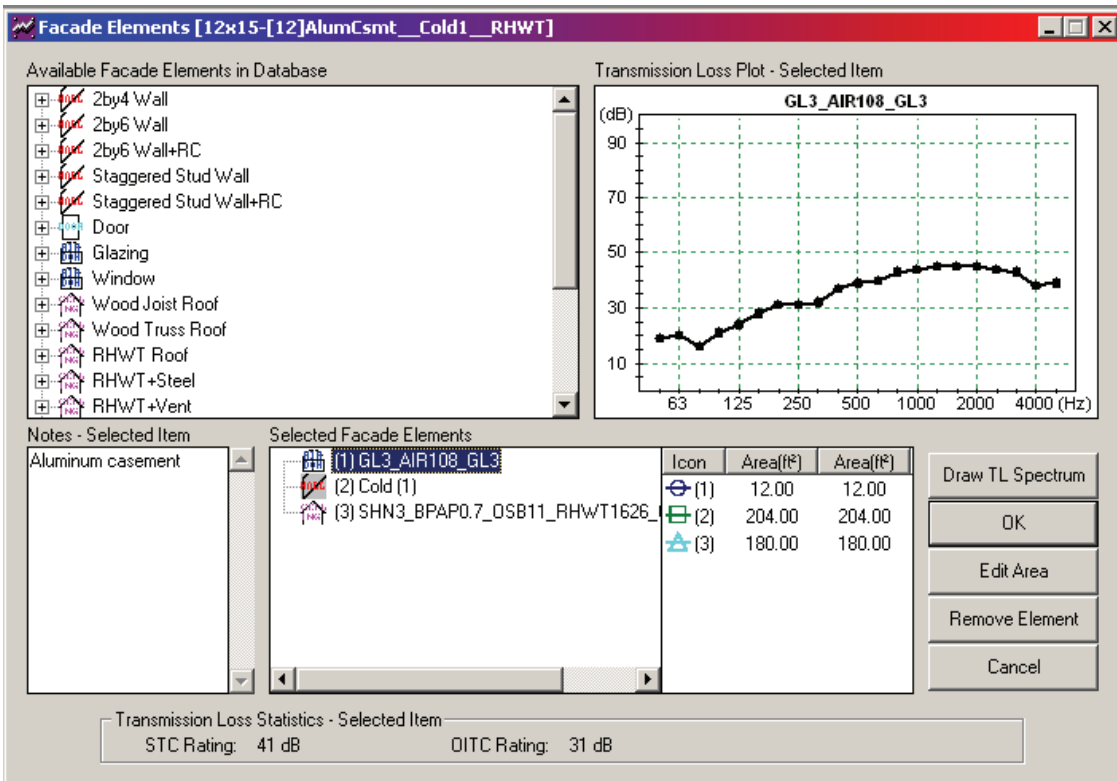 Facade Elements [12x15-[12]AlumCsmt__Cold1__RHWT]
Available Facade Elements in Database
2by4 Wall
2by6 Wall
2by6 Wall+RC
Staggered Stud Wall
Staggered Stud Wall+RC
Door
Glazing
Window
Wood Joist Roof
Wood Truss Roof
RHWT Roof
RHWT+Steel
RHWT+Vent
Transmission Loss Plot - Selected Item
GL3_AIR108_GL3
(dB)
90
70
50
30
10
63 125 250 500 1000 2000 4000 (Hz)
Notes - Selected Item
Aluminum casement
Selected Facade Elements
(1) GL3_AIR108_GL3
(2) Cold (1)
(3) SHN3_BPAP0.7_OSB11_RHWT1626_
Icon Area(ft²) Area(ft²)
(1) 12.00 12.00
(2) 204.00 204.00
(3) 180.00 180.00
Draw TL Spectrum
OK
Edit Area
Remove Element
Cancel
Transmission Loss Statistics - Selected Item
STC Rating: 41 dB OITC Rating: 31 dB